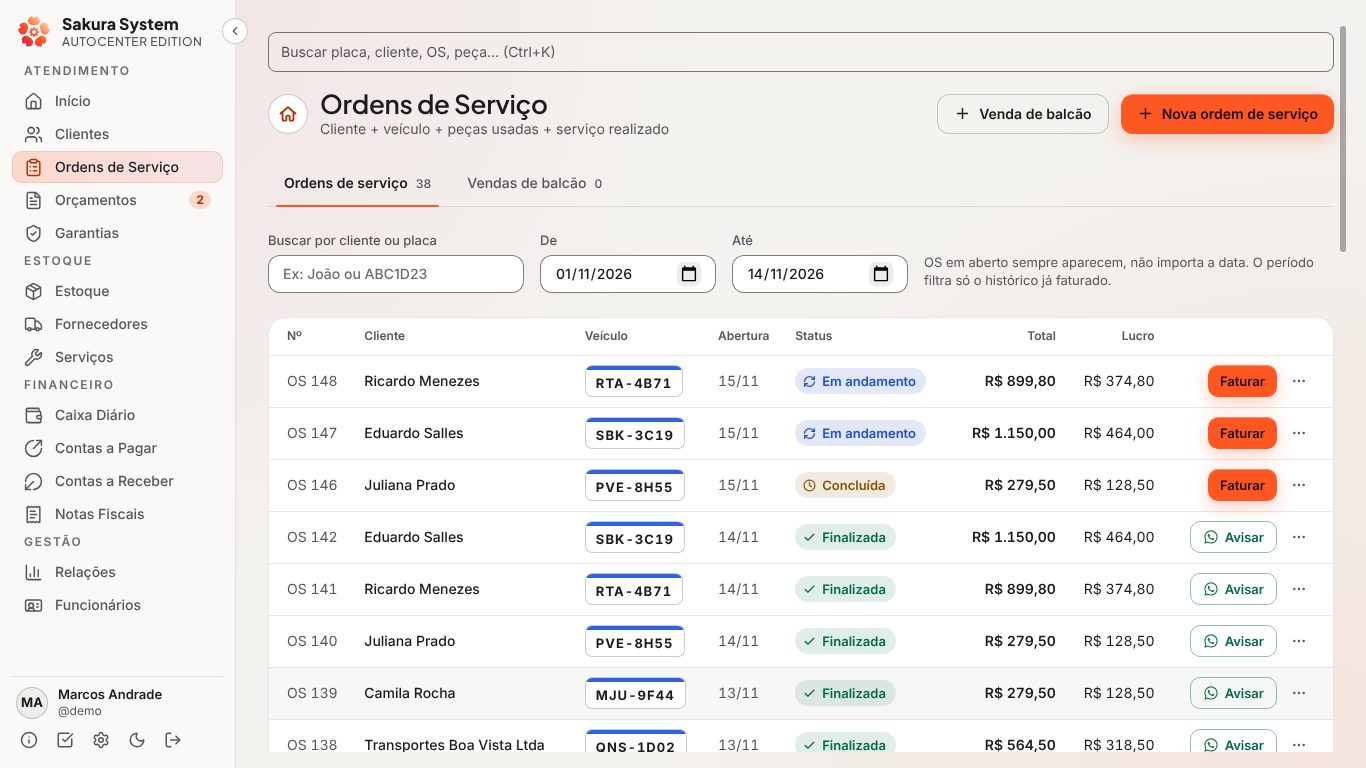 Sakura System
AUTOCENTER EDITION
ATENDIMENTO
Início
Clientes
Ordens de Serviço
Orçamentos 2
Garantias
ESTOQUE
Estoque
Fornecedores
Serviços
FINANCEIRO
Caixa Diário
Contas a Pagar
Contas a Receber
Notas Fiscais
GESTÃO
Relações
Funcionários
MA
Marcos Andrade
@demo
Buscar placa, cliente, OS, peça... (Ctrl+K)
Ordens de Serviço
Cliente + veículo + peças usadas + serviço realizado
+ Venda de balcão
+ Nova ordem de serviço
Ordens de serviço 38
Vendas de balcão 0
Buscar por cliente ou placa
Ex: João ou ABC1D23
De
01/11/2026
Até
14/11/2026
OS em aberto sempre aparecem, não importa a data. O período
filtra só o histórico já faturado.
Nº Cliente Veículo Abertura Status Total Lucro
OS 148 Ricardo Menezes RTA-4B71 15/11 Em andamento R$ 899,80 R$ 374,80 Faturar ...
OS 147 Eduardo Salles SBK-3C19 15/11 Em andamento R$ 1.150,00 R$ 464,00 Faturar ...
OS 146 Juliana Prado PVE-8H55 15/11 Concluída R$ 279,50 R$ 128,50 Faturar ...
OS 142 Eduardo Salles SBK-3C19 14/11 Finalizada R$ 1.150,00 R$ 464,00 Avisar ...
OS 141 Ricardo Menezes RTA-4B71 14/11 Finalizada R$ 899,80 R$ 374,80 Avisar ...
OS 140 Juliana Prado PVE-8H55 14/11 Finalizada R$ 279,50 R$ 128,50 Avisar ...
OS 139 Camila Rocha MJU-9F44 13/11 Finalizada R$ 279,50 R$ 128,50 Avisar ...
OS 138 Transportes Boa Vista Ltda QNS-1D02 13/11 Finalizada R$ 564,50 R$ 318,50 Avisar ...